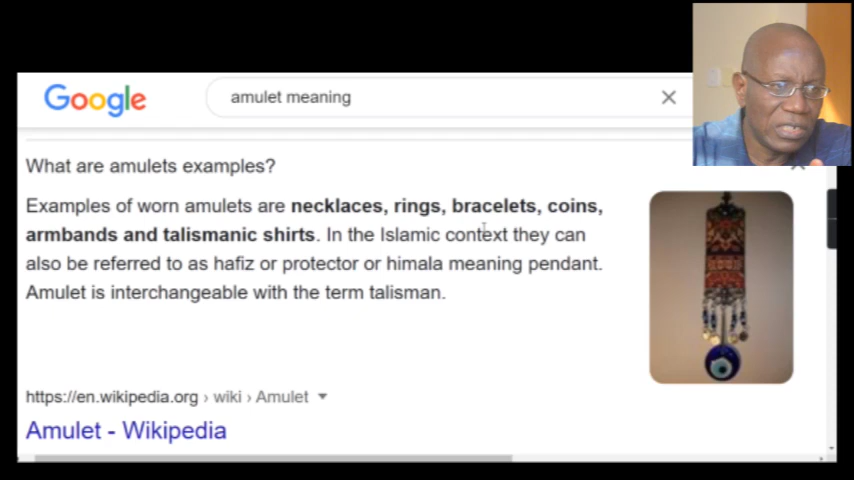 Google
amulet meaning
What are amulets examples?
Examples of worn amulets are necklaces, rings, bracelets, coins,
armbands and talismanic shirts. In the Islamic context they can
also be referred to as hafiz or protector or himala meaning pendant.
Amulet is interchangeable with the term talisman.
https://en.wikipedia.org › wiki › Amulet
Amulet - Wikipedia